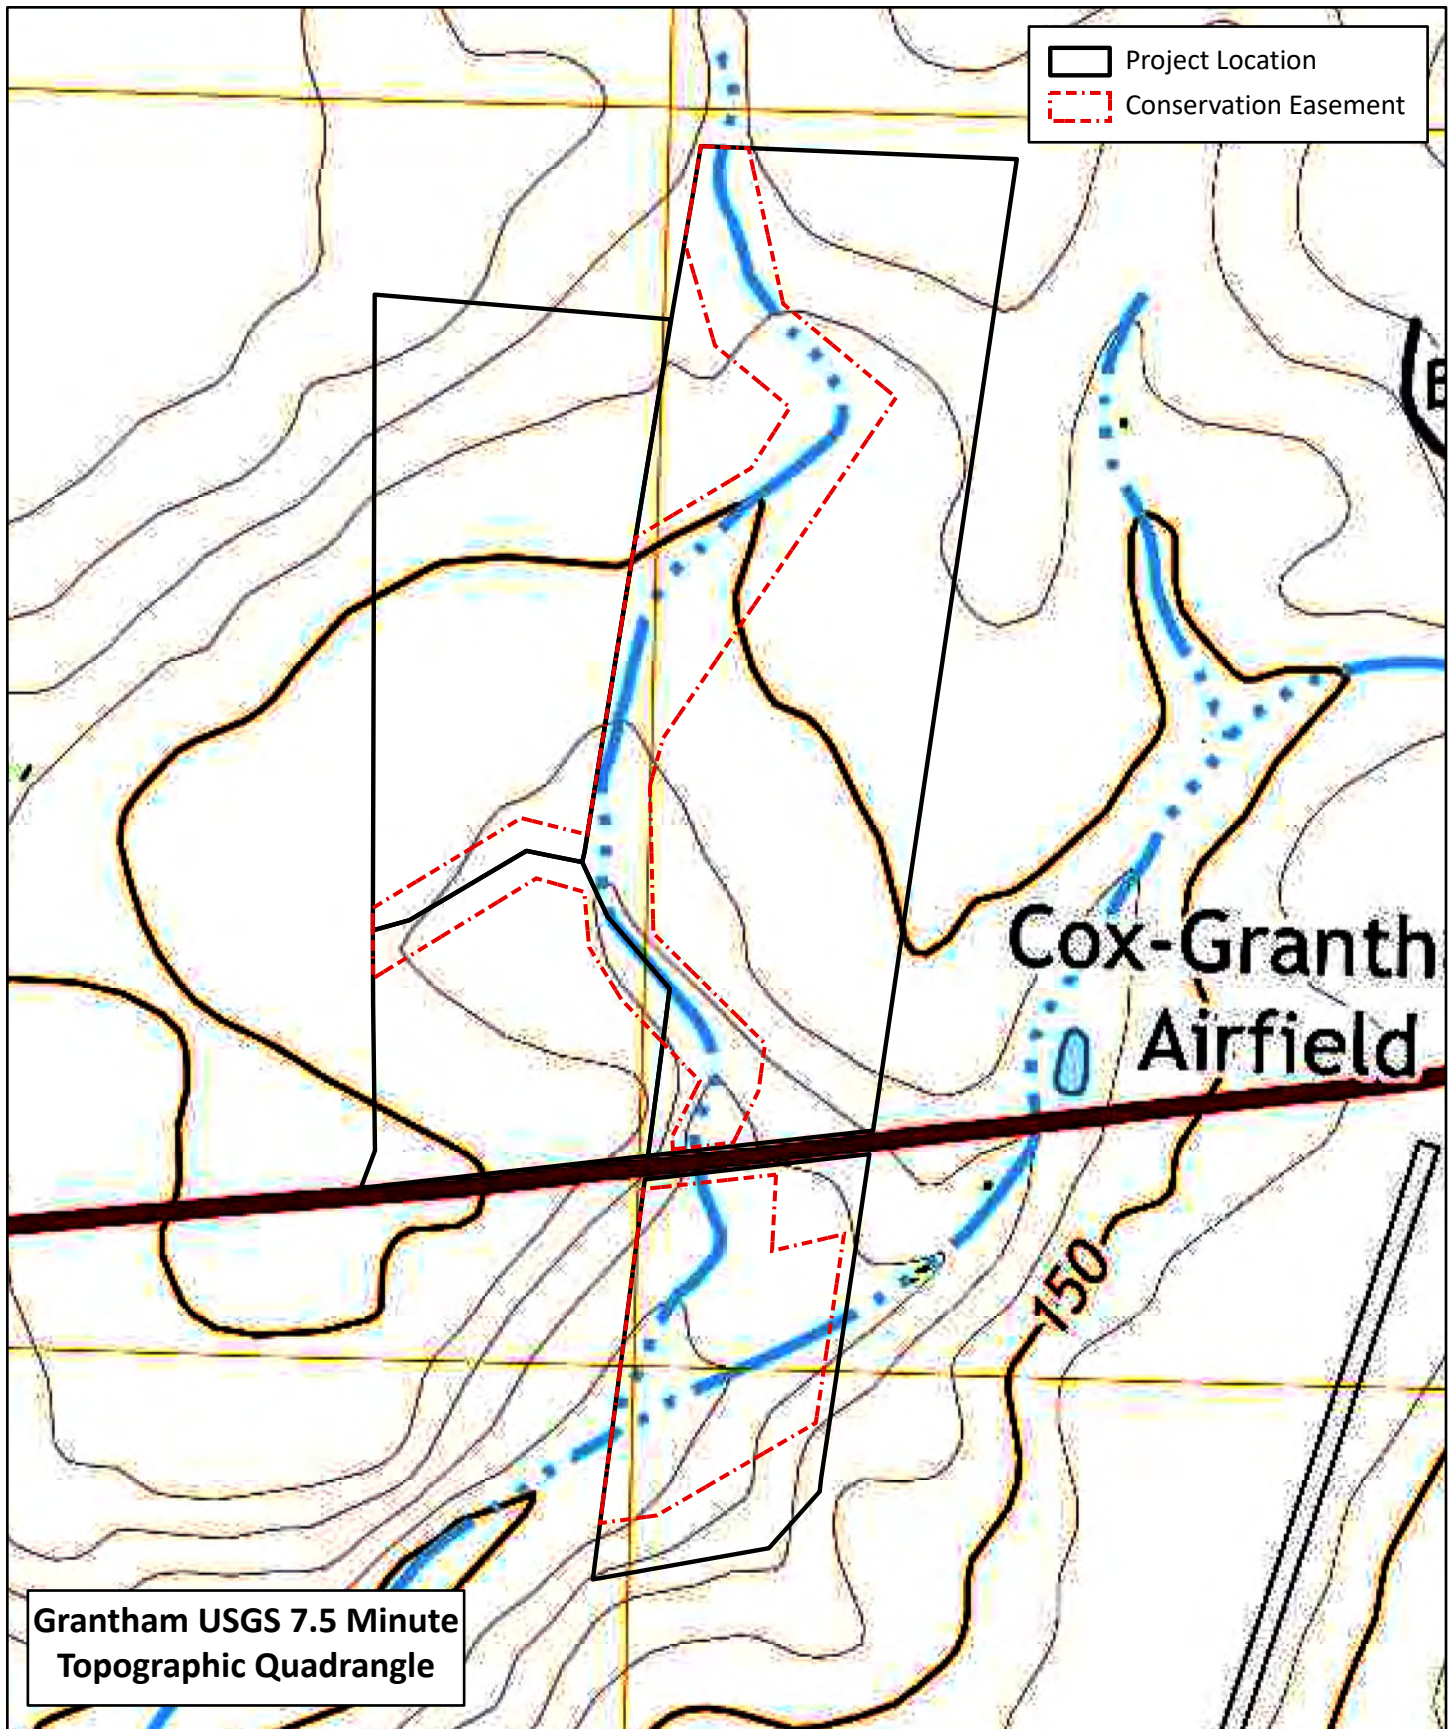 Project Location
Conservation Easement
Cox-Granth
Airfield
150
Grantham USGS 7.5 Minute
Topographic Quadrangle